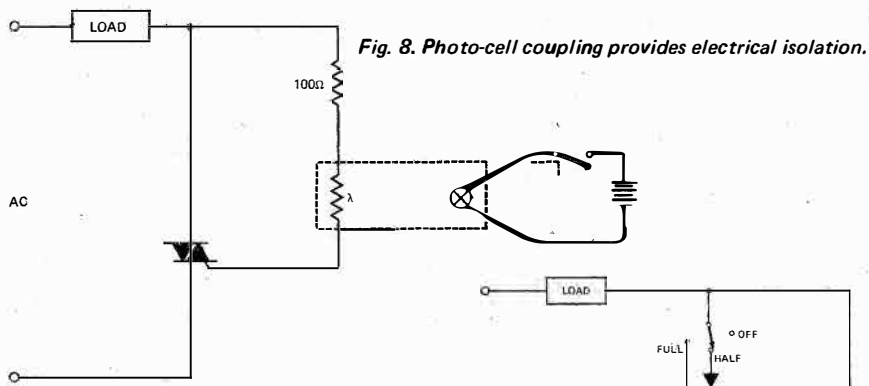 LOAD
Fig. 8. Photo-cell coupling provides electrical isolation.
100Ω
λ
AC
LOAD
FULL
OFF
HALF